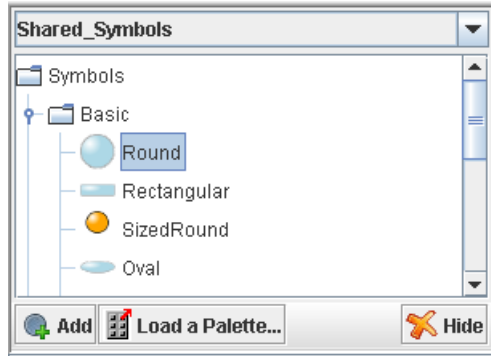 Shared_Symbols
Symbols
Basic
Round
Rectangular
SizedRound
Oval
Add Load a Palette... Hide